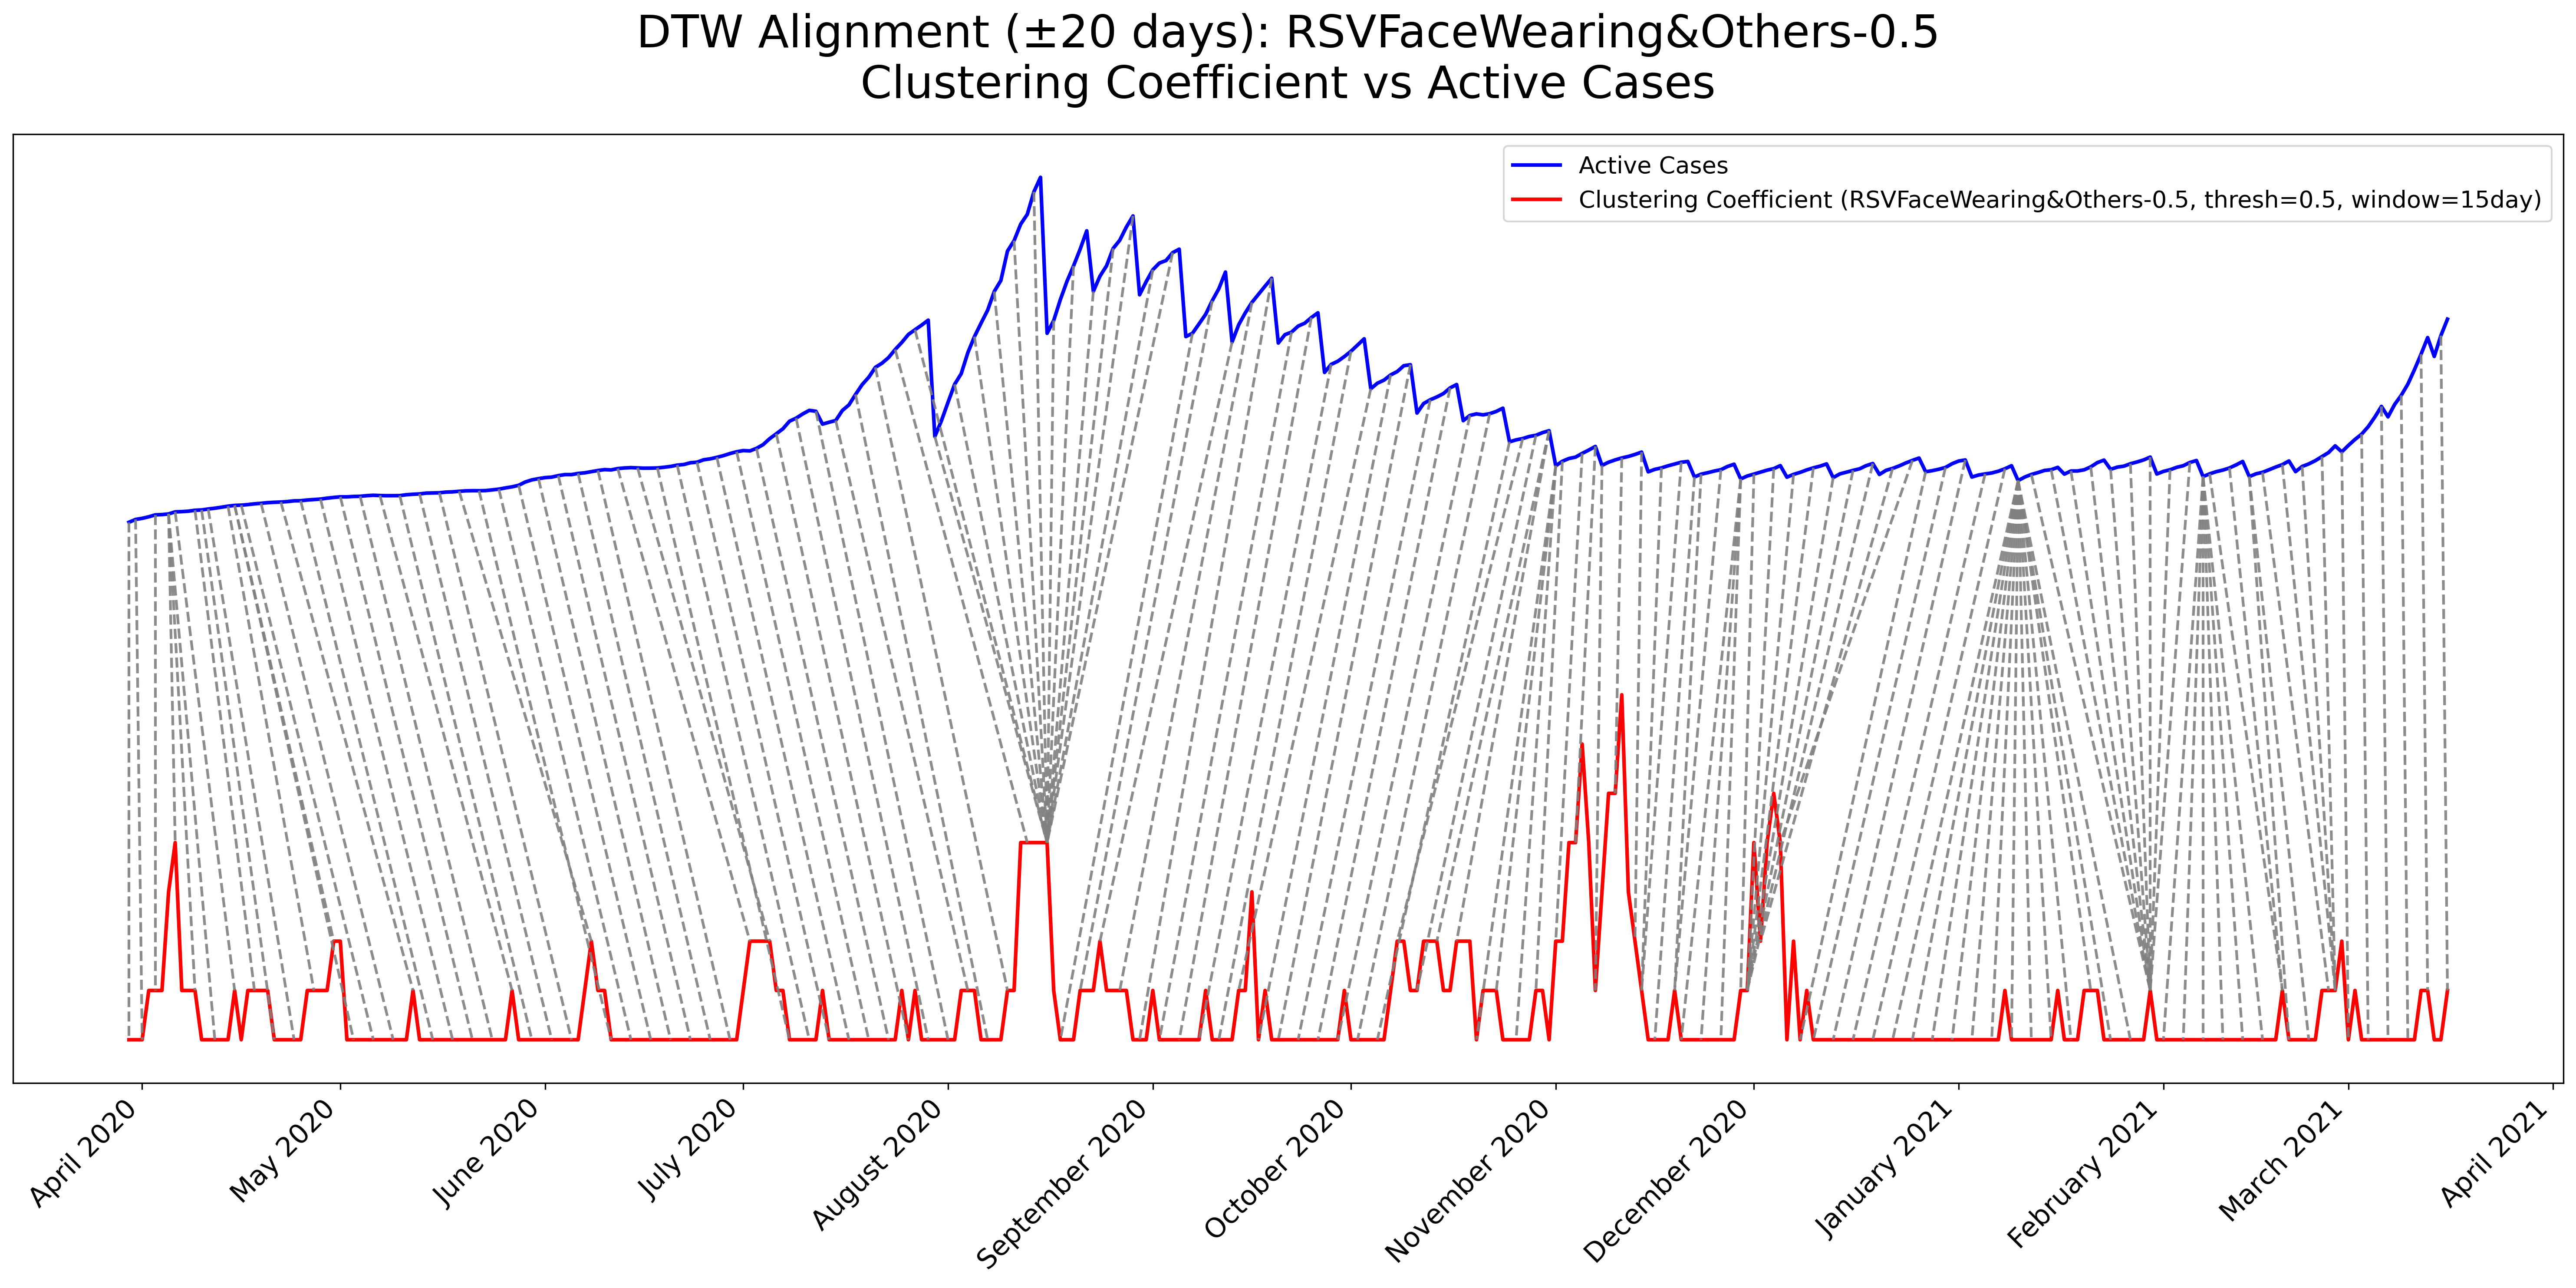 DTW Alignment (±20 days): RSVFaceWearing&Others-0.5
Clustering Coefficient vs Active Cases
Active Cases
Clustering Coefficient (RSVFaceWearing&Others-0.5, thresh=0.5, window=15day)
April 2020
May 2020
June 2020
July 2020
August 2020
September 2020
October 2020
November 2020
December 2020
January 2021
February 2021
March 2021
April 2021